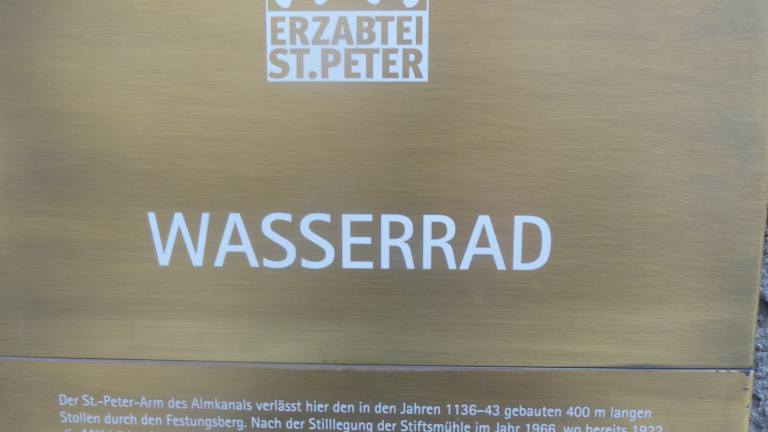 ERZABTEI
ST.PETER
WASSERRAD
Der St.-Peter-Arm des Almkanals verlässt hier den in den Jahren 1136–43 gebauten 400 m langen
Stollen durch den Festungsberg. Nach der Stilllegung der Stiftsmühle im Jahr 1966, wo bereits 1922